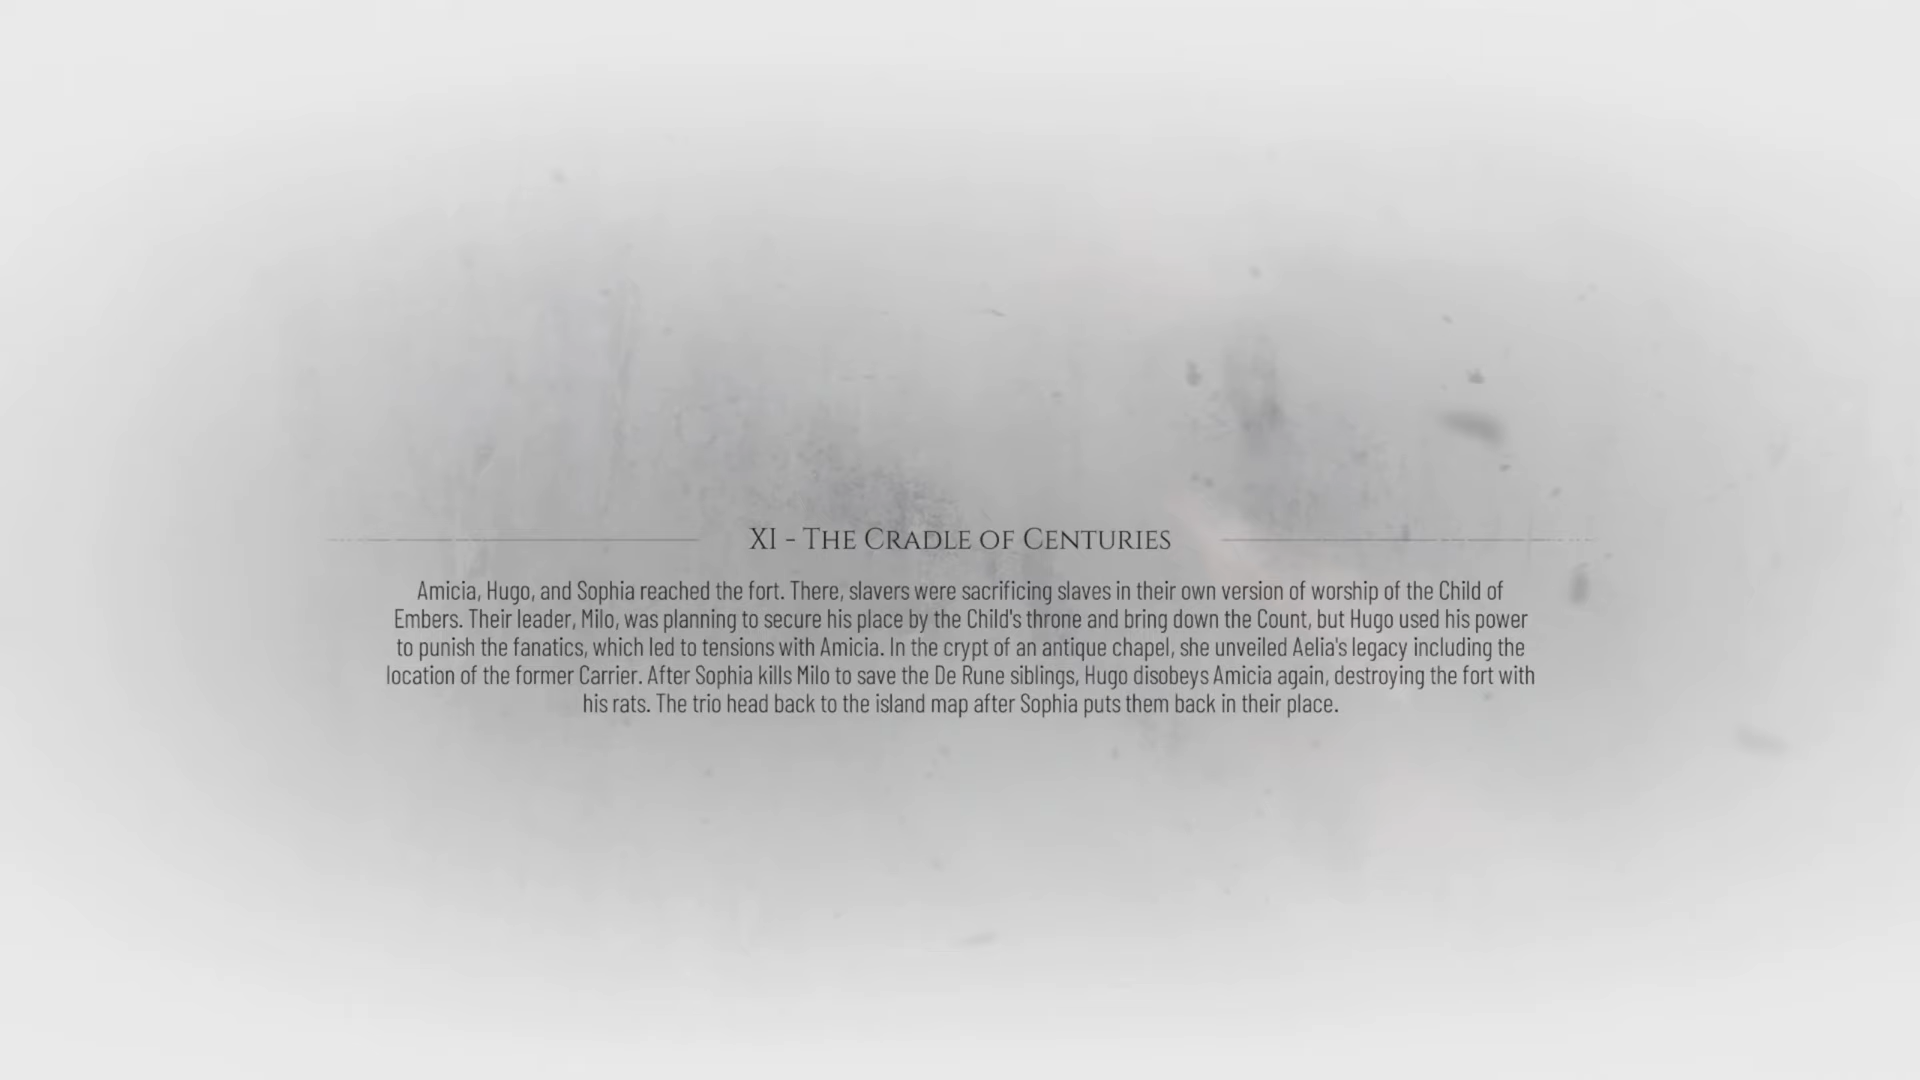 XI - The Cradle of Centuries
Amicia, Hugo, and Sophia reached the fort. There, slavers were sacrificing slaves in their own version of worship of the Child of
Embers. Their leader, Milo, was planning to secure his place by the Child's throne and bring down the Count, but Hugo used his power
to punish the fanatics, which led to tensions with Amicia. In the crypt of an antique chapel, she unveiled Aelia's legacy including the
location of the former Carrier. After Sophia kills Milo to save the De Rune siblings, Hugo disobeys Amicia again, destroying the fort with
his rats. The trio head back to the island map after Sophia puts them back in their place.